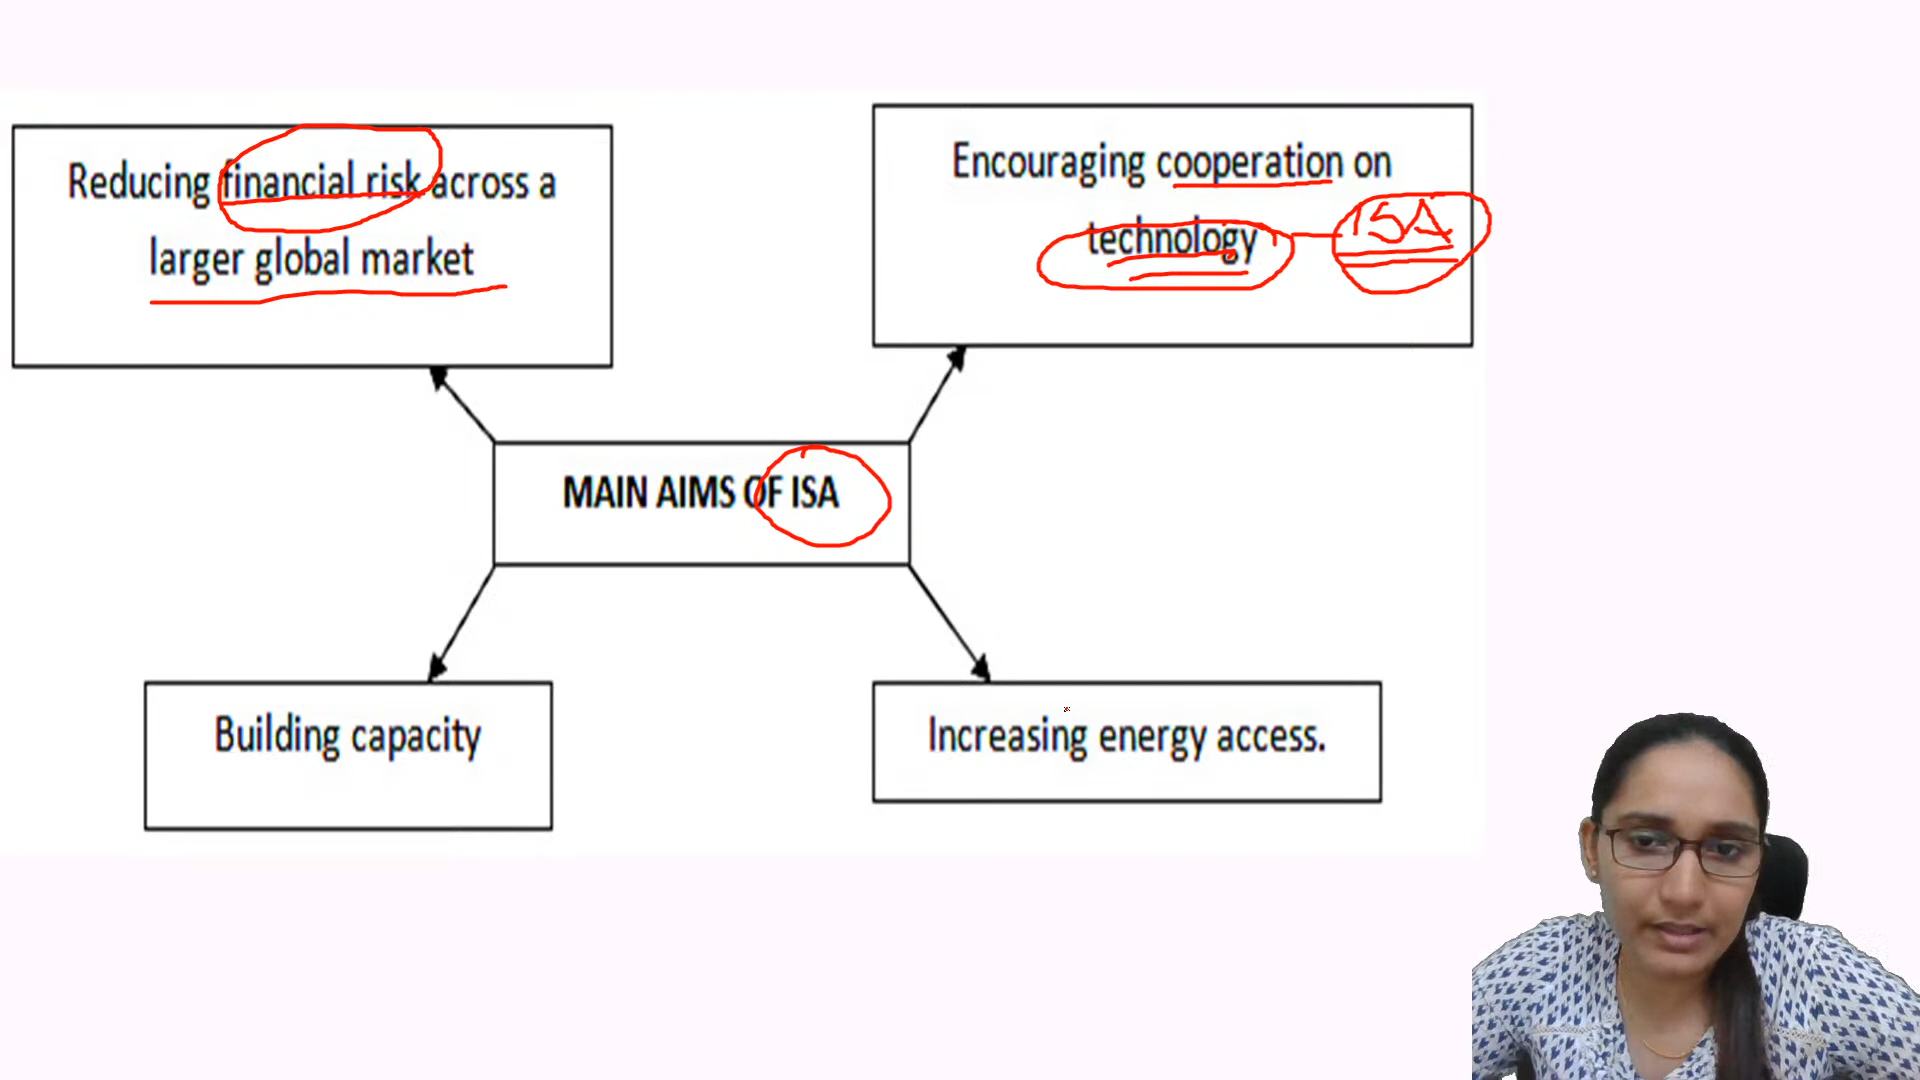 Reducing financial risk across a
larger global market
Encouraging cooperation on
technology
ISA
MAIN AIMS OF ISA
Building capacity
Increasing energy access.